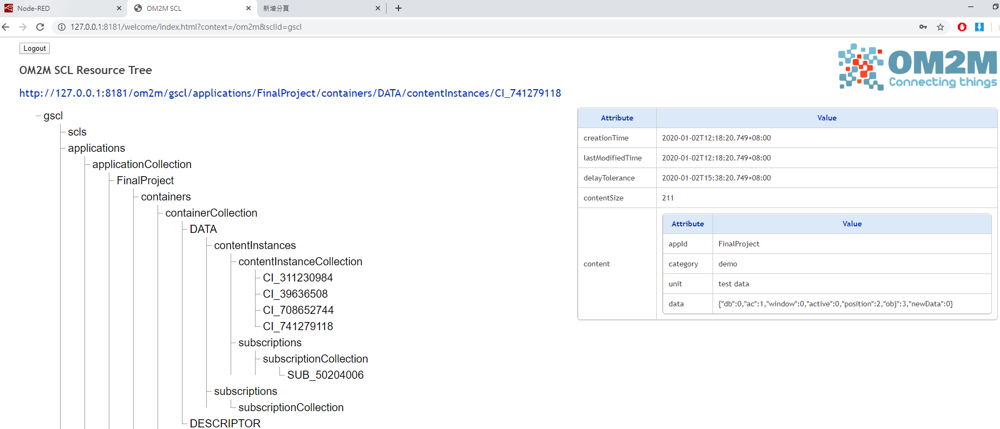 Node-RED
OM2M SCL
新增分頁
127.0.0.1:8181/welcome/index.html?context=/om2m&sclId=gscl
Logout
OM2M
Connecting things
OM2M SCL Resource Tree
http://127.0.0.1:8181/om2m/gscl/applications/FinalProject/containers/DATA/contentInstances/CI_741279118
gscl
scls
applications
applicationCollection
FinalProject
containers
containerCollection
DATA
contentInstances
contentInstanceCollection
CI_311230984
CI_39636508
CI_708652744
CI_741279118
subscriptions
subscriptionCollection
SUB_50204006
subscriptions
subscriptionCollection
DESCRIPTOR
Attribute Value
creationTime 2020-01-02T12:18:20.749+08:00
lastModifiedTime 2020-01-02T12:18:20.749+08:00
delayTolerance 2020-01-02T15:38:20.749+08:00
contentSize 211
content
Attribute Value
appId FinalProject
category demo
unit test data
data {"db":0,"ac":1,"window":0,"active":0,"position":2,"obj":3,"newData":0}